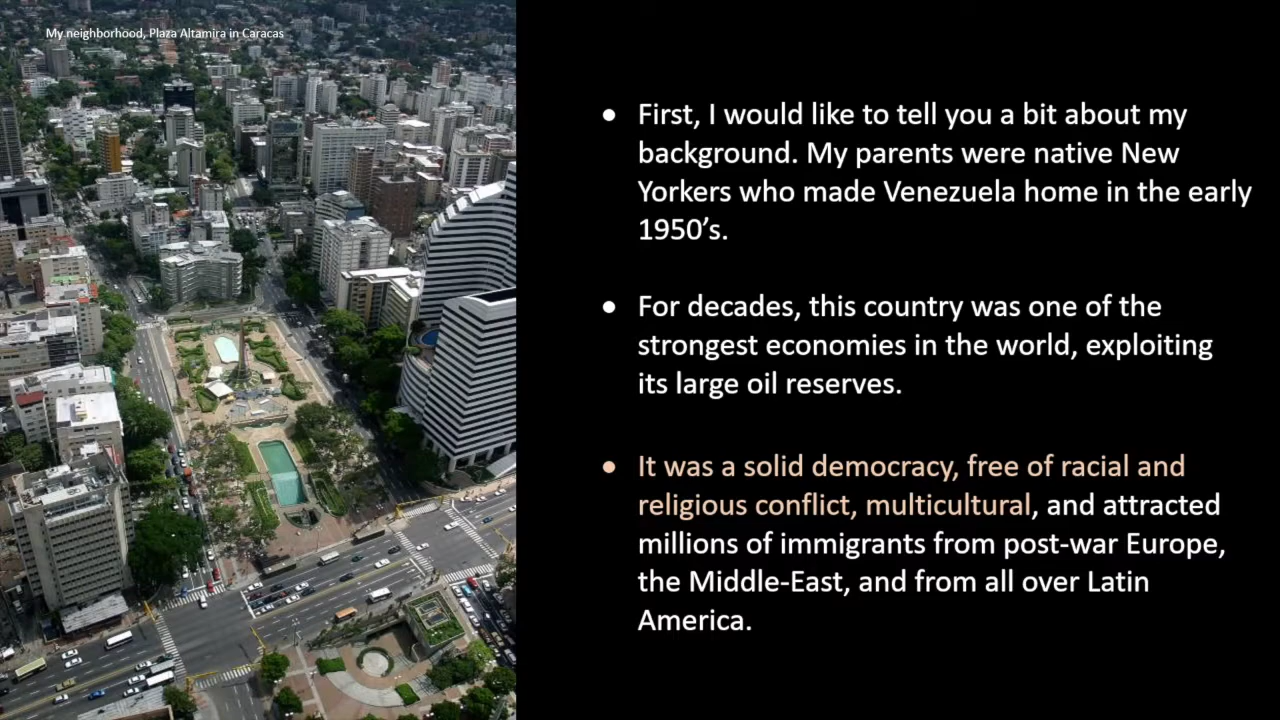 My neighborhood, Plaza Altamira in Caracas
• First, I would like to tell you a bit about my
background. My parents were native New
Yorkers who made Venezuela home in the early
1950’s.
• For decades, this country was one of the
strongest economies in the world, exploiting
its large oil reserves.
• It was a solid democracy, free of racial and
religious conflict, multicultural, and attracted
millions of immigrants from post-war Europe,
the Middle-East, and from all over Latin
America.